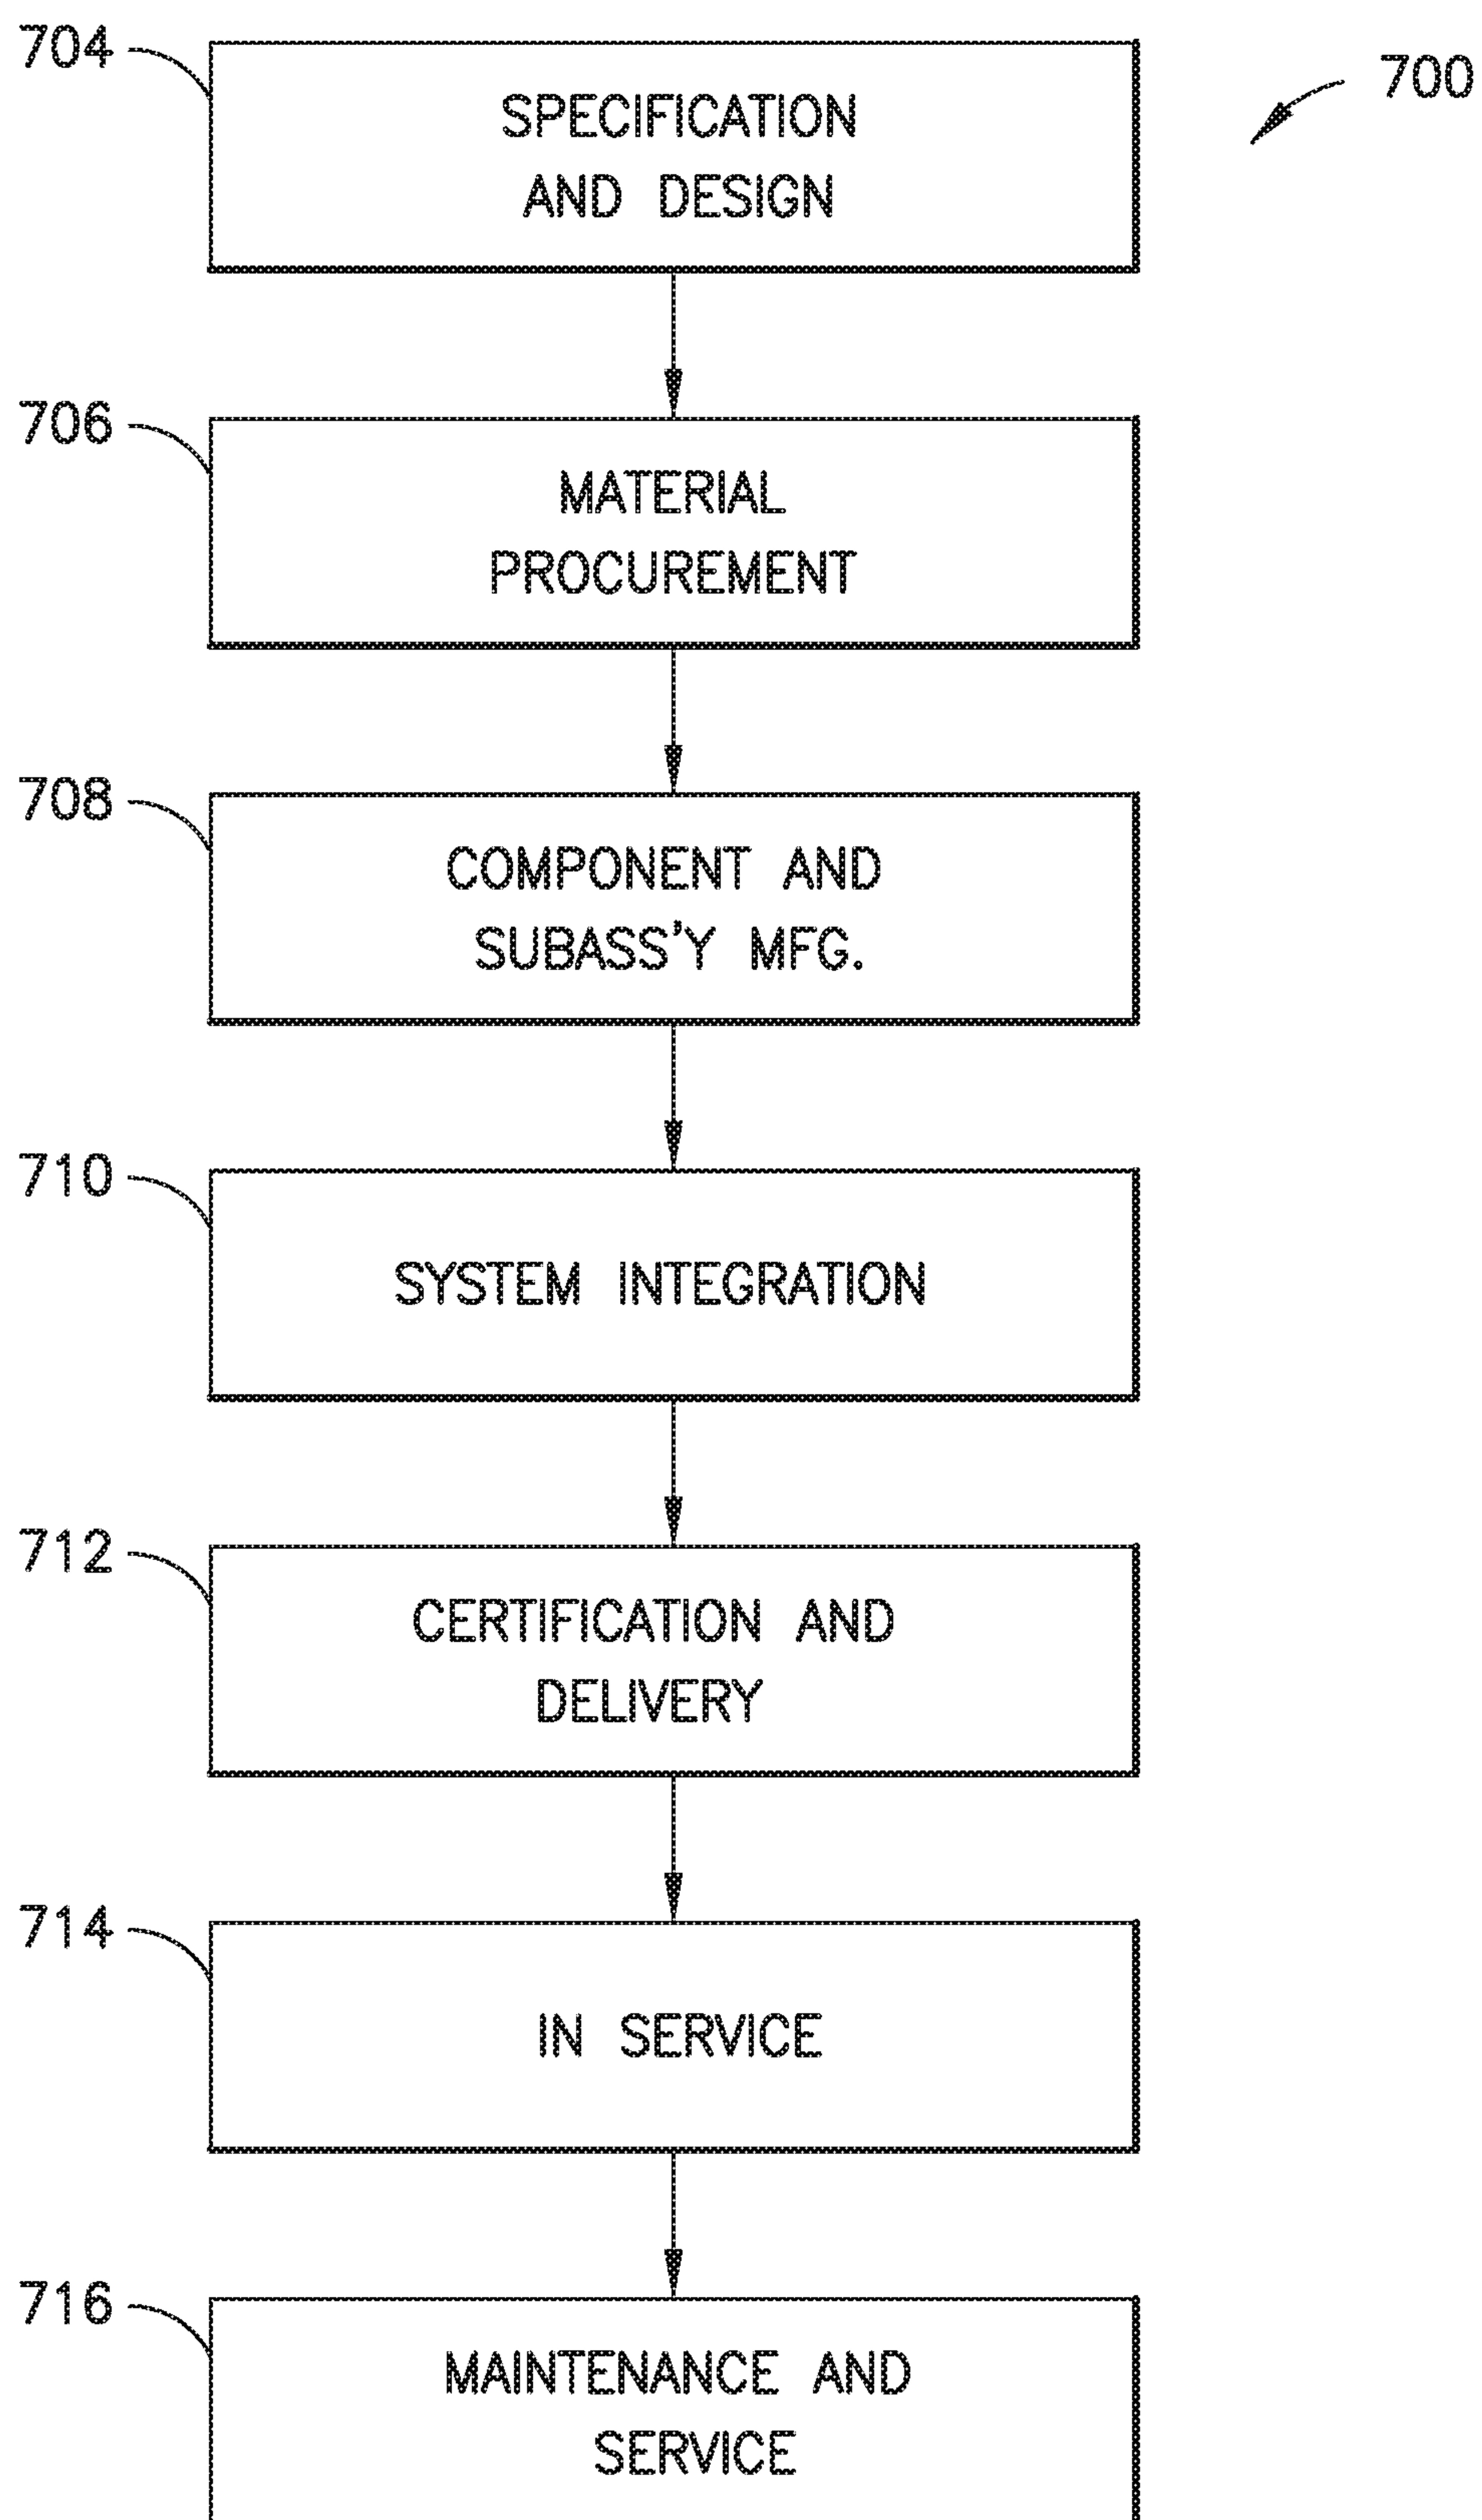 704
SPECIFICATION
AND DESIGN
700
706
MATERIAL
PROCUREMENT
708
COMPONENT AND
SUBASS'Y MFG.
710
SYSTEM INTEGRATION
712
CERTIFICATION AND
DELIVERY
714
IN SERVICE
716
MAINTENANCE AND
SERVICE